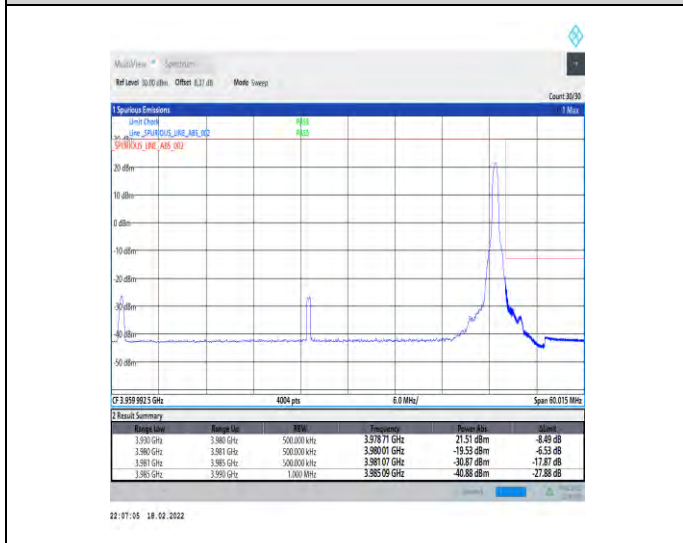 MultiView Spectrum
Ref Level 30.00 dBm Offset 8.37 dB Mode Sweep
Count 30/30
1 Spurious Emissions 1 Max
Limit Check PASS
Line _SPURIOUS_LINE_ABS_002 PASS
_SPURIOUS_LINE_ABS_002
20 dBm
10 dBm
0 dBm
-10 dBm
-20 dBm
-30 dBm
-40 dBm
-50 dBm
CF 3.959 992 5 GHz 4004 pts 6.0 MHz/ Span 60.015 MHz
2 Result Summary
Range Low Range Up RBW Frequency Power Abs ΔLimit
3.930 GHz 3.980 GHz 500.000 kHz 3.978 71 GHz 21.51 dBm -8.49 dB
3.980 GHz 3.981 GHz 500.000 kHz 3.980 01 GHz -19.53 dBm -6.53 dB
3.981 GHz 3.985 GHz 500.000 kHz 3.981 07 GHz -30.87 dBm -17.87 dB
3.985 GHz 3.990 GHz 1.000 MHz 3.985 09 GHz -40.88 dBm -27.88 dB
22:07:05 18.02.2022